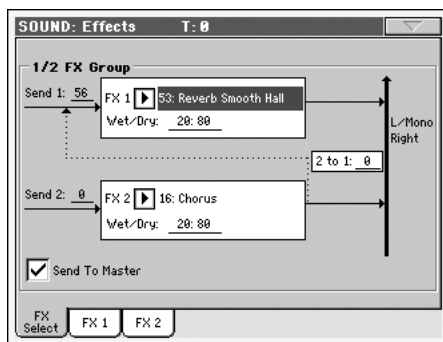 SOUND: Effects T:0
1/2 FX Group
Send 1: 56
FX 1 53: Reverb Smooth Hall
Wet/Dry: 20:80
L/Mono
Right
2 to 1: 0
Send 2: 0
FX 2 16: Chorus
Wet/Dry: 20:80
Send To Master
FX
Select
FX 1
FX 2